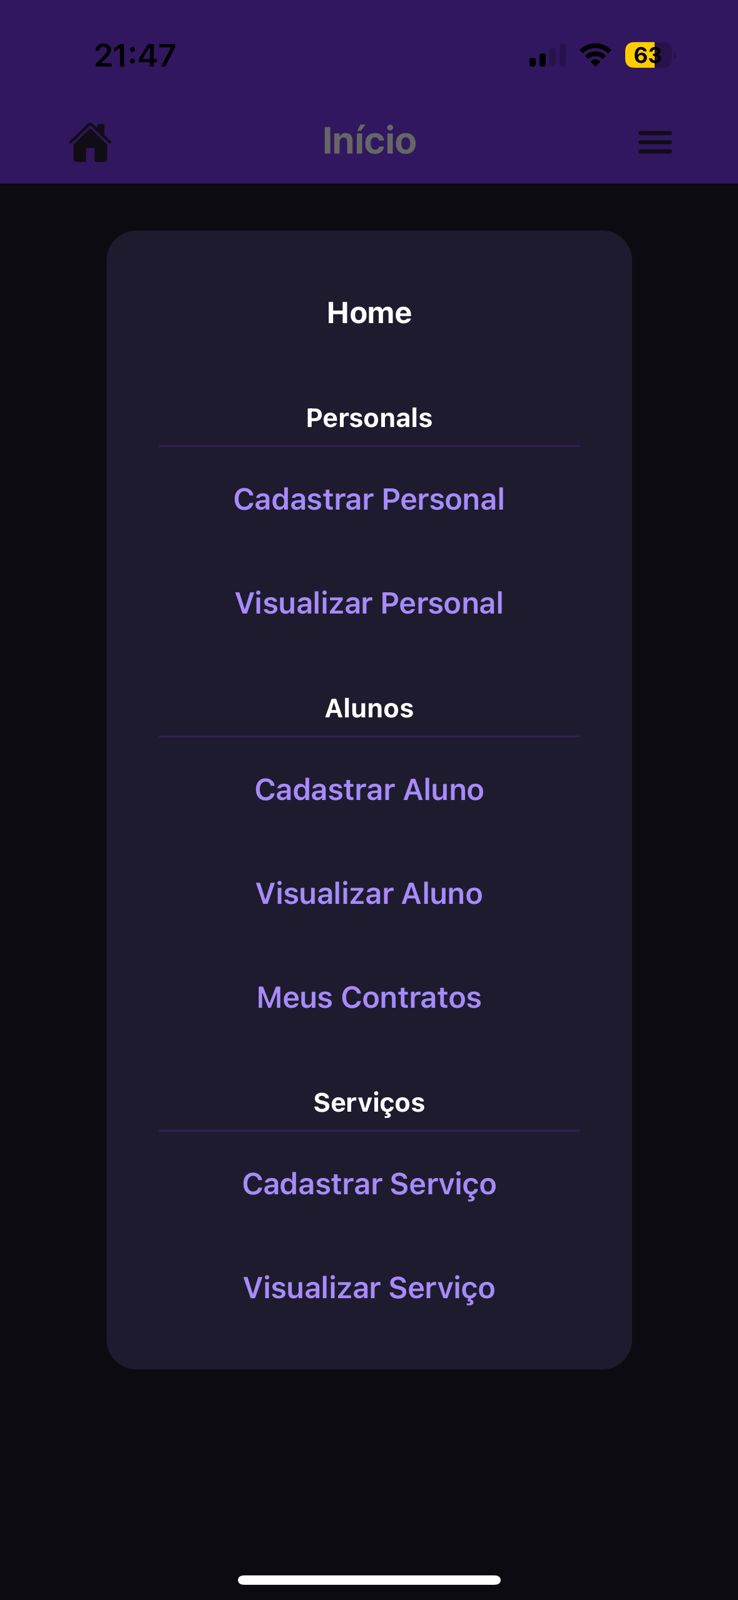 21:47
63
Início
Home
Personals
Cadastrar Personal
Visualizar Personal
Alunos
Cadastrar Aluno
Visualizar Aluno
Meus Contratos
Serviços
Cadastrar Serviço
Visualizar Serviço